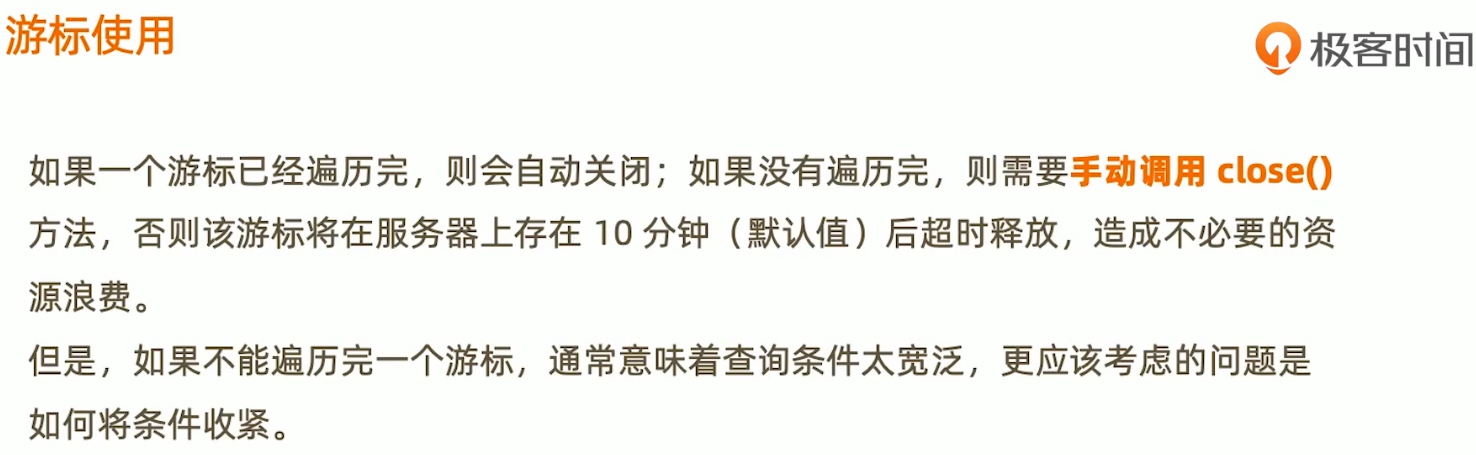 游标使用
极客时间
如果一个游标已经遍历完，则会自动关闭；如果没有遍历完，则需要手动调用 close()
方法，否则该游标将在服务器上存在 10 分钟（默认值）后超时释放，造成不必要的资
源浪费。
但是，如果不能遍历完一个游标，通常意味着查询条件太宽泛，更应该考虑的问题是
如何将条件收紧。